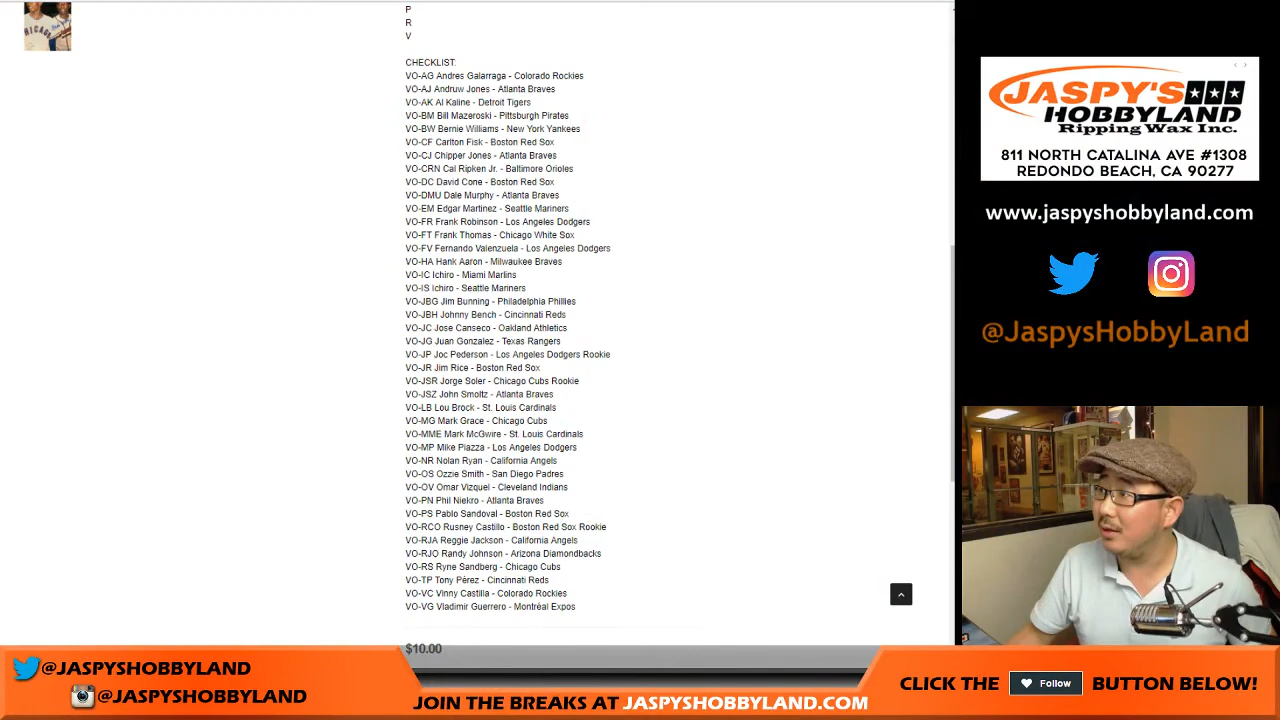 P
R
V
CHECKLIST:
VO-AG Andres Galarraga - Colorado Rockies
VO-AJ Andruw Jones - Atlanta Braves
VO-AK Al Kaline - Detroit Tigers
VO-BM Bill Mazeroski - Pittsburgh Pirates
VO-BW Bernie Williams - New York Yankees
VO-CF Carlton Fisk - Boston Red Sox
VO-CJ Chipper Jones - Atlanta Braves
VO-CRN Cal Ripken Jr. - Baltimore Orioles
VO-DC David Cone - Boston Red Sox
VO-DMU Dale Murphy - Atlanta Braves
VO-EM Edgar Martinez - Seattle Mariners
VO-FR Frank Robinson - Los Angeles Dodgers
VO-FT Frank Thomas - Chicago White Sox
VO-FV Fernando Valenzuela - Los Angeles Dodgers
VO-HA Hank Aaron - Milwaukee Braves
VO-IC Ichiro - Miami Marlins
VO-IS Ichiro - Seattle Mariners
VO-JBG Jim Bunning - Philadelphia Phillies
VO-JBH Johnny Bench - Cincinnati Reds
VO-JC Jose Canseco - Oakland Athletics
VO-JG Juan Gonzalez - Texas Rangers
VO-JP Joc Pederson - Los Angeles Dodgers Rookie
VO-JR Jim Rice - Boston Red Sox
VO-JSR Jorge Soler - Chicago Cubs Rookie
VO-JSZ John Smoltz - Atlanta Braves
VO-LB Lou Brock - St. Louis Cardinals
VO-MG Mark Grace - Chicago Cubs
VO-MME Mark McGwire - St. Louis Cardinals
VO-MP Mike Piazza - Los Angeles Dodgers
VO-NR Nolan Ryan - California Angels
VO-OS Ozzie Smith - San Diego Padres
VO-OV Omar Vizquel - Cleveland Indians
VO-PN Phil Niekro - Atlanta Braves
VO-PS Pablo Sandoval - Boston Red Sox
VO-RCO Rusney Castillo - Boston Red Sox Rookie
VO-RJA Reggie Jackson - California Angels
VO-RJO Randy Johnson - Arizona Diamondbacks
VO-RS Ryne Sandberg - Chicago Cubs
VO-TP Tony Pérez - Cincinnati Reds
VO-VC Vinny Castilla - Colorado Rockies
VO-VG Vladimir Guerrero - Montréal Expos
$10.00
JASPY'S
HOBBYLAND
Ripping Wax Inc.
811 NORTH CATALINA AVE #1308
REDONDO BEACH, CA 90277
www.jaspyshobbyland.com
@JaspysHobbyLand
@JASPYSHOBBYLAND
@JASPYSHOBBYLAND
JOIN THE BREAKS AT JASPYSHOBBYLAND.COM
CLICK THE Follow BUTTON BELOW!